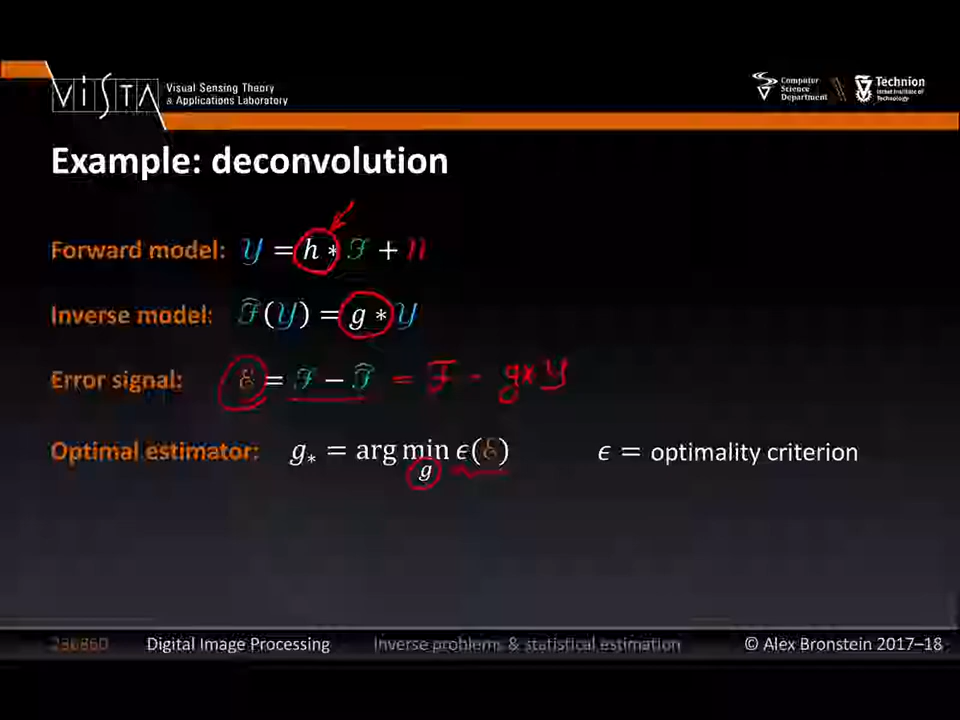 VISTA Visual Sensing Theory
& Applications Laboratory
Computer
Science
Department
Technion
Israel Institute of
Technology
Example: deconvolution
Forward model: 𝒴 = h * ℱ + 𝒩
Inverse model: ℱ̂(𝒴) = g * 𝒴
Error signal: ℰ = ℱ − ℱ̂ = ℱ − g * 𝒴
Optimal estimator: g* = arg min ϵ(ℰ) ϵ = optimality criterion
g
236860 Digital Image Processing Inverse problems & statistical estimation © Alex Bronstein 2017–18